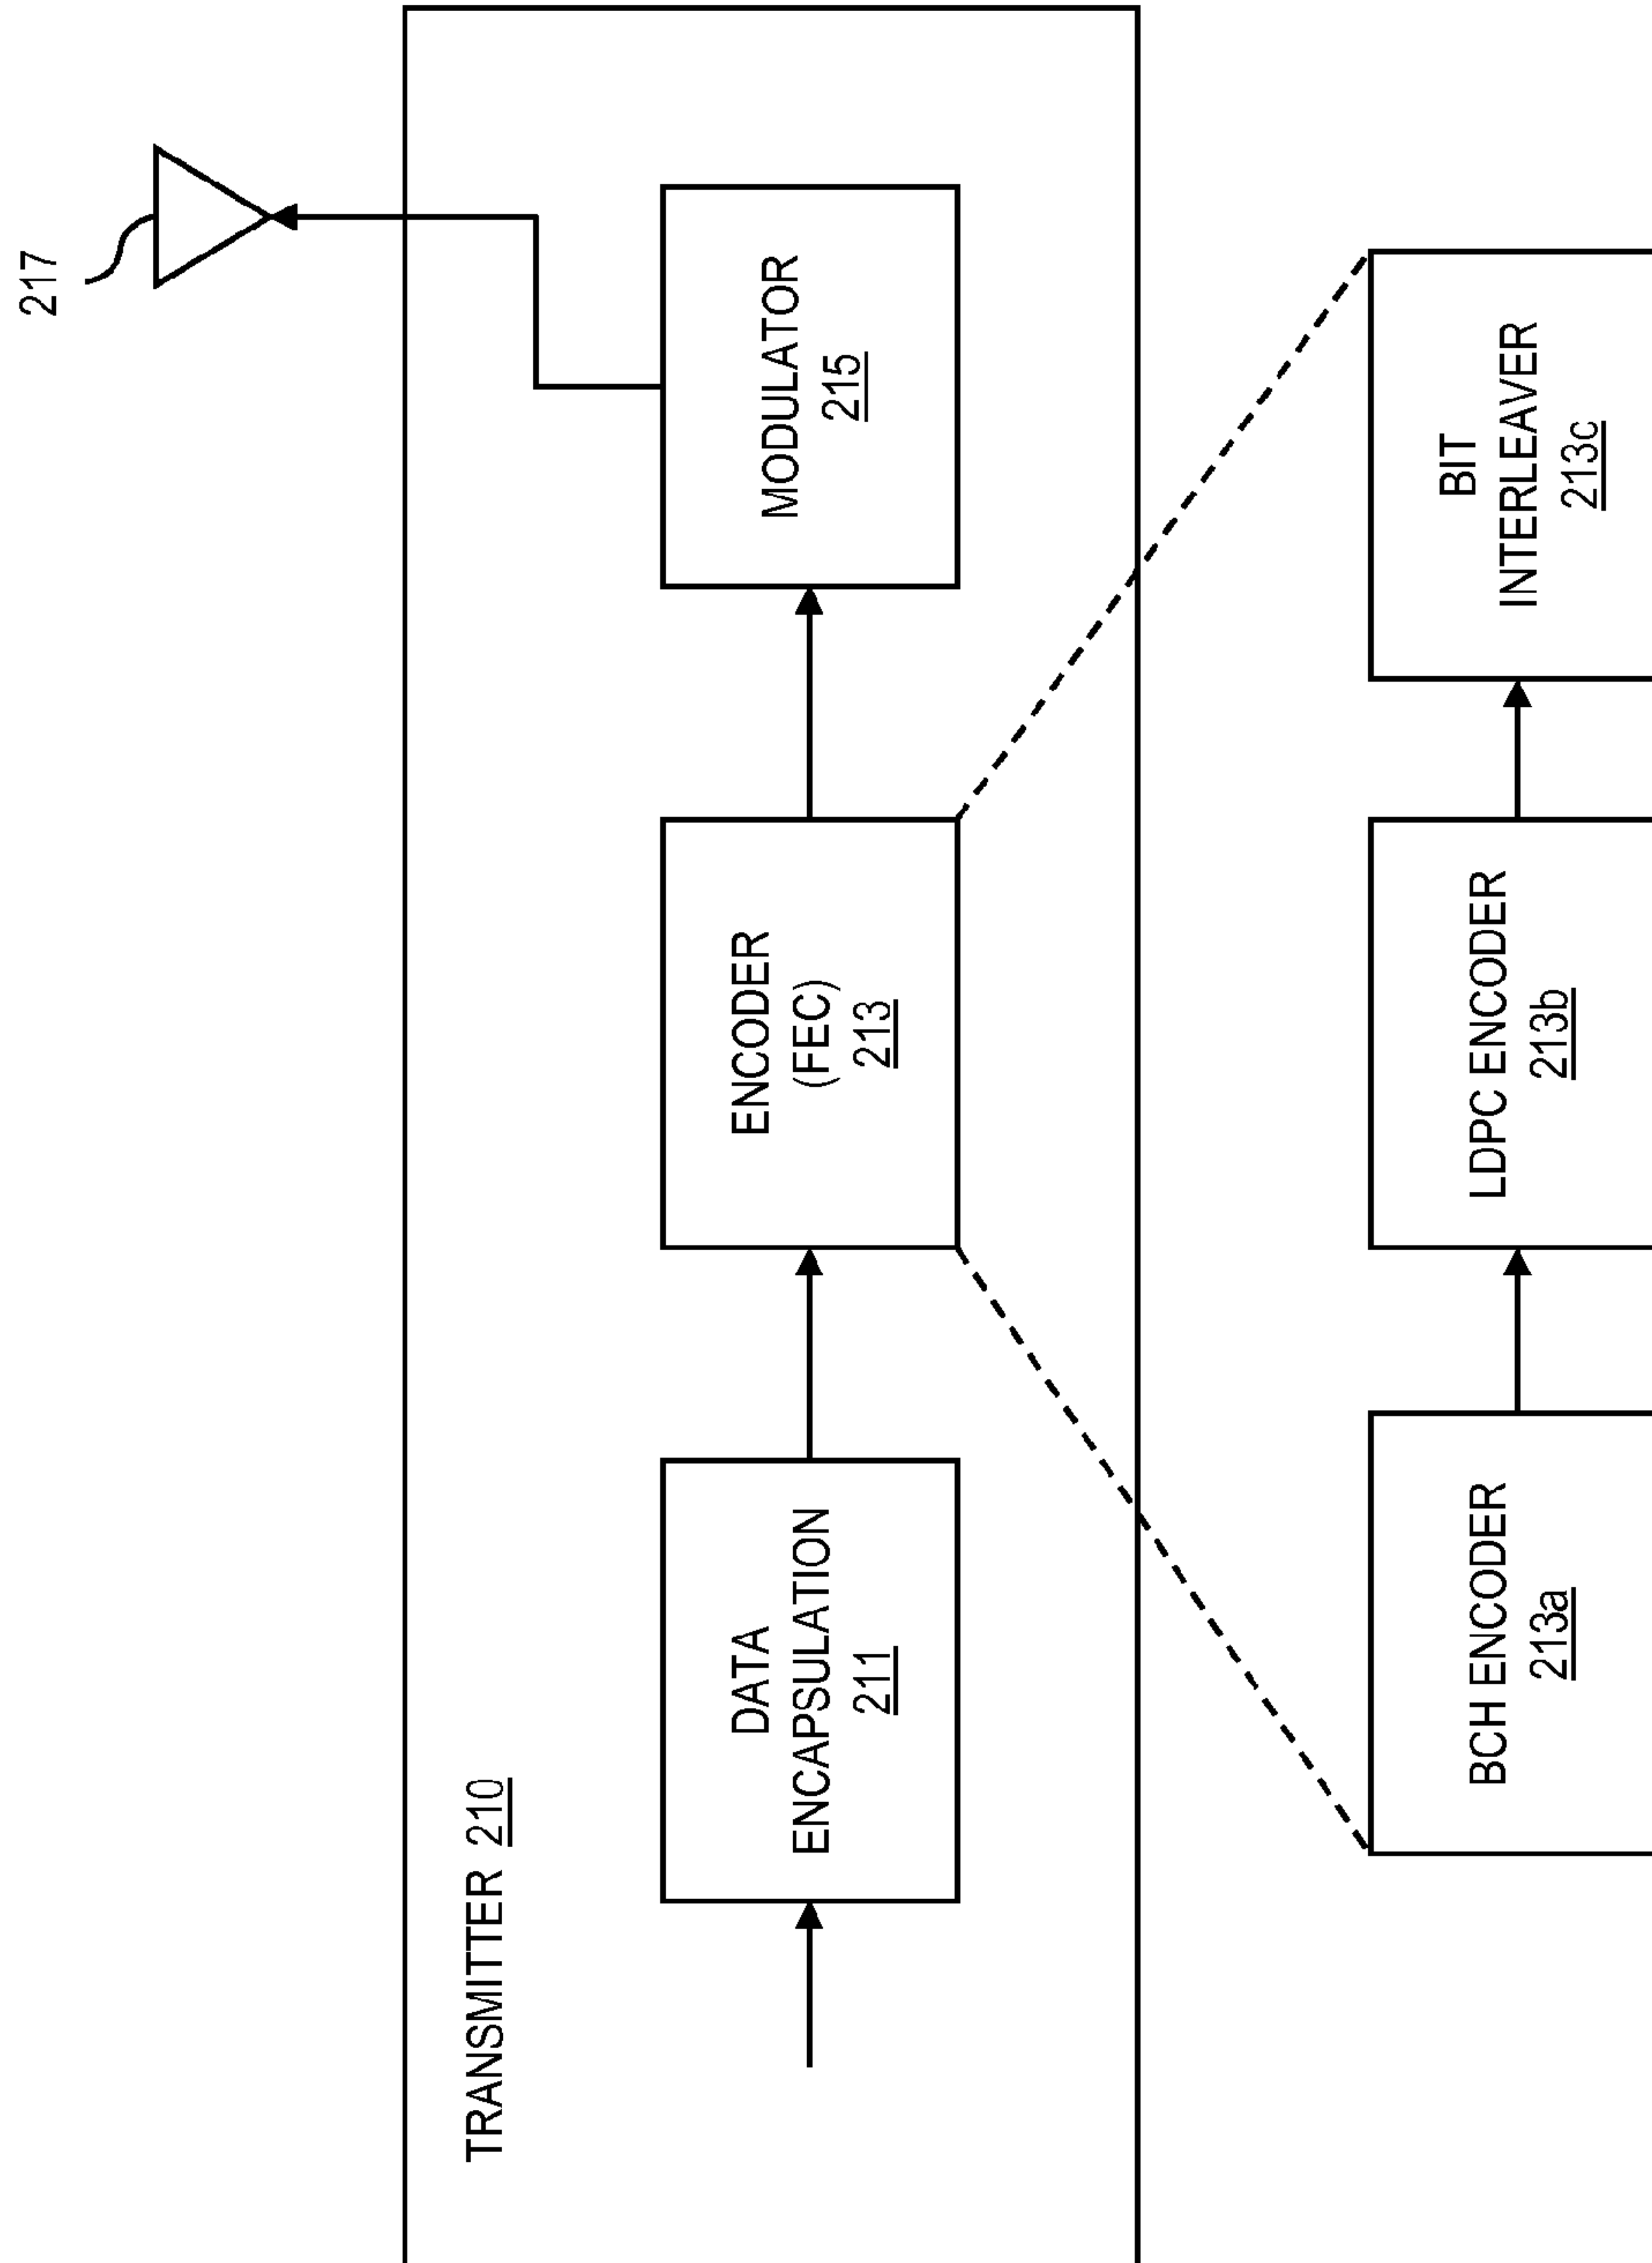 217
TRANSMITTER 210
DATA
ENCAPSULATION
211
ENCODER
(FEC)
213
MODULATOR
215
BCH ENCODER
213a
LDPC ENCODER
213b
BIT
INTERLEAVER
213c